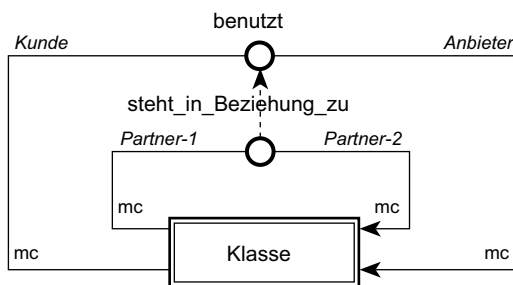 benutzt
Kunde
Anbieter
steht_in_Beziehung_zu
Partner-1
Partner-2
mc
mc
Klasse
mc
mc